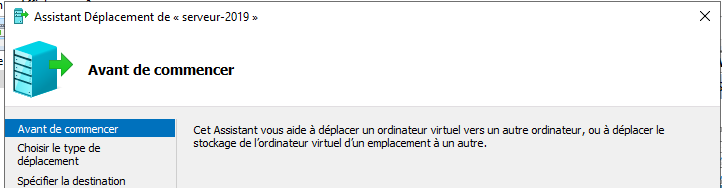 Assistant Déplacement de « serveur-2019 »
Avant de commencer
Avant de commencer
Cet Assistant vous aide à déplacer un ordinateur virtuel vers un autre ordinateur, ou à déplacer le
stockage de l’ordinateur virtuel d’un emplacement à un autre.
Choisir le type de
déplacement
Spécifier la destination